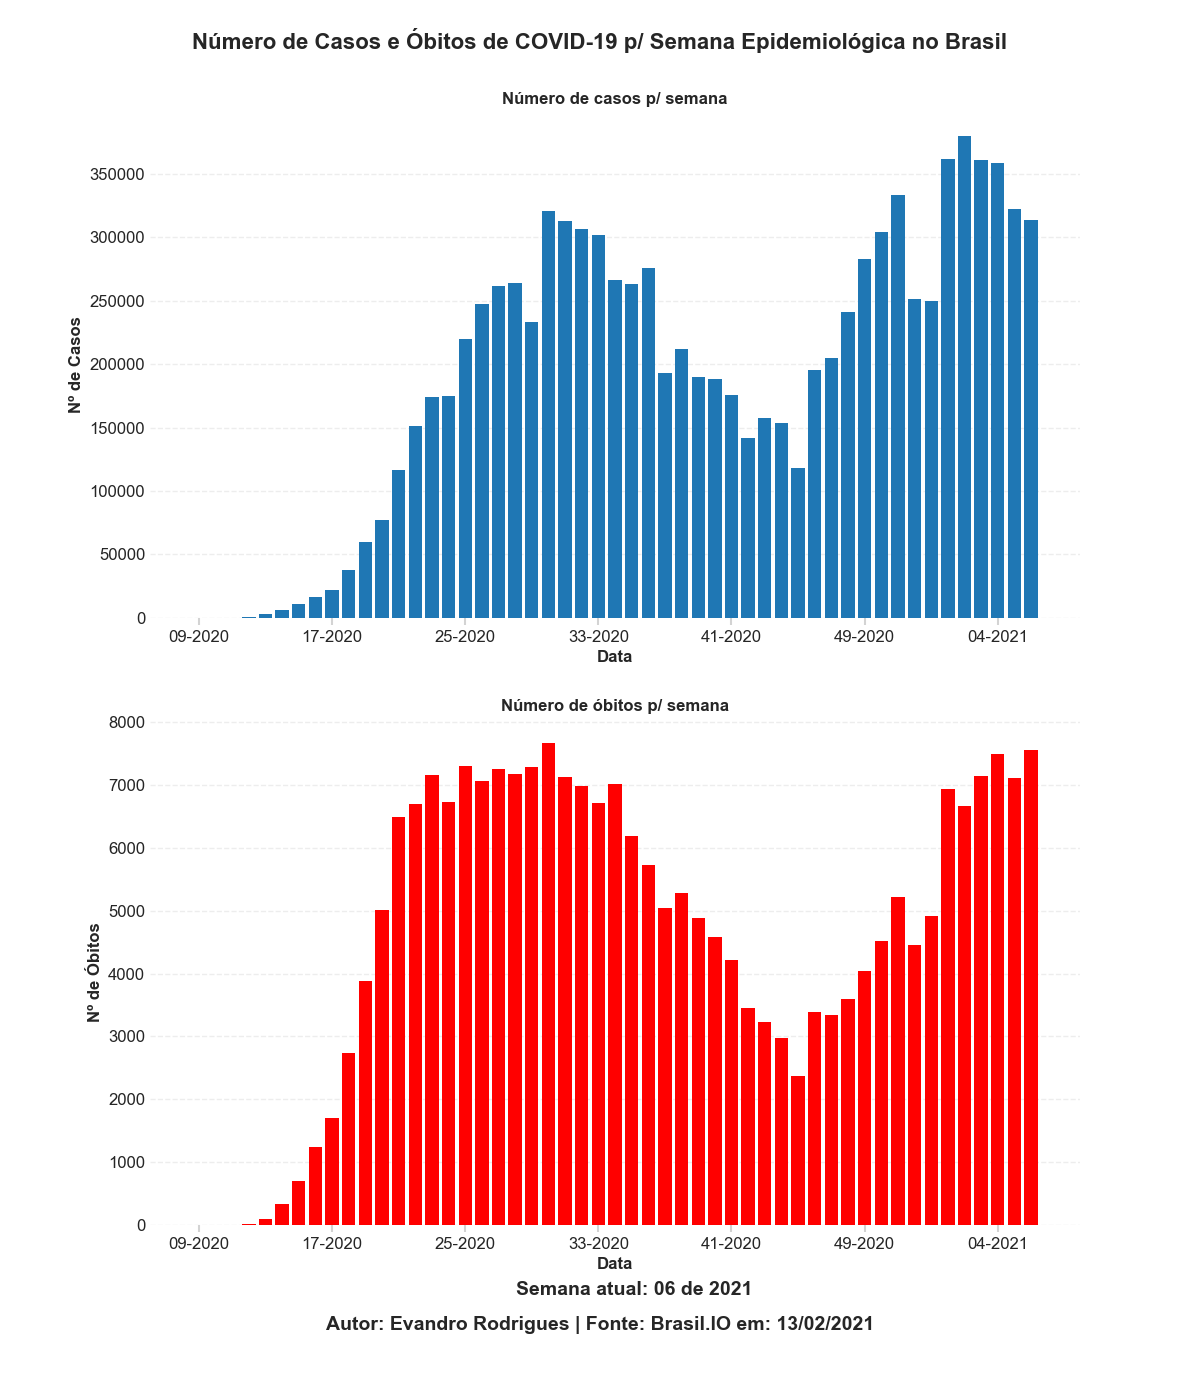 Número de Casos e Óbitos de COVID-19 p/ Semana Epidemiológica no Brasil
Número de casos p/ semana
350000
300000
250000
200000
150000
100000
50000
0
Nº de Casos
09-2020 17-2020 25-2020 33-2020 41-2020 49-2020 04-2021
Data
Número de óbitos p/ semana
8000
7000
6000
5000
4000
3000
2000
1000
0
Nº de Óbitos
09-2020 17-2020 25-2020 33-2020 41-2020 49-2020 04-2021
Data
Semana atual: 06 de 2021
Autor: Evandro Rodrigues | Fonte: Brasil.IO em: 13/02/2021